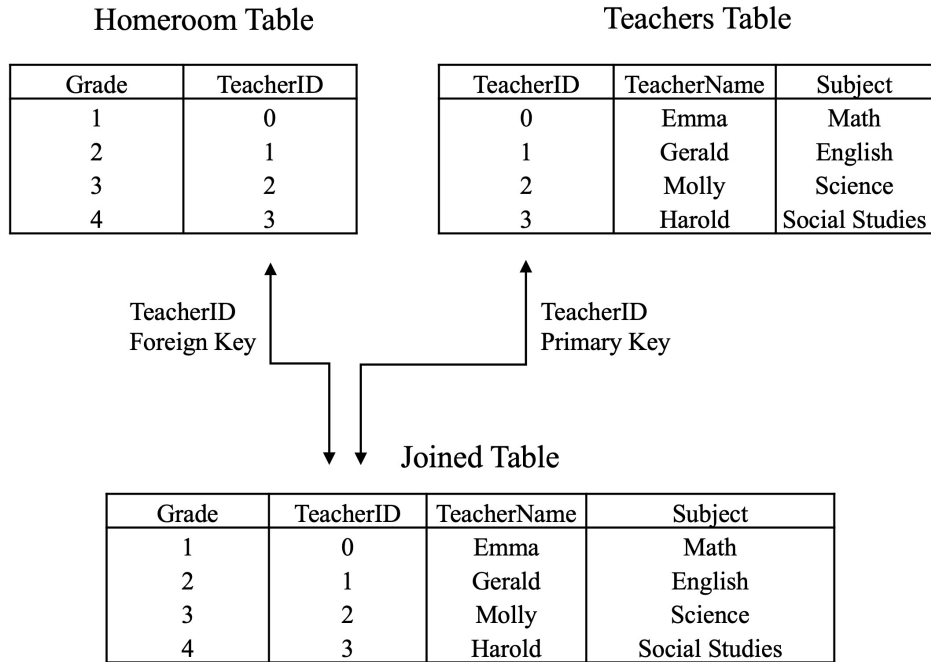 Homeroom Table
Grade TeacherID
1 0
2 1
3 2
4 3
Teachers Table
TeacherID TeacherName Subject
0 Emma Math
1 Gerald English
2 Molly Science
3 Harold Social Studies
TeacherID
Foreign Key
TeacherID
Primary Key
Joined Table
Grade TeacherID TeacherName Subject
1 0 Emma Math
2 1 Gerald English
3 2 Molly Science
4 3 Harold Social Studies